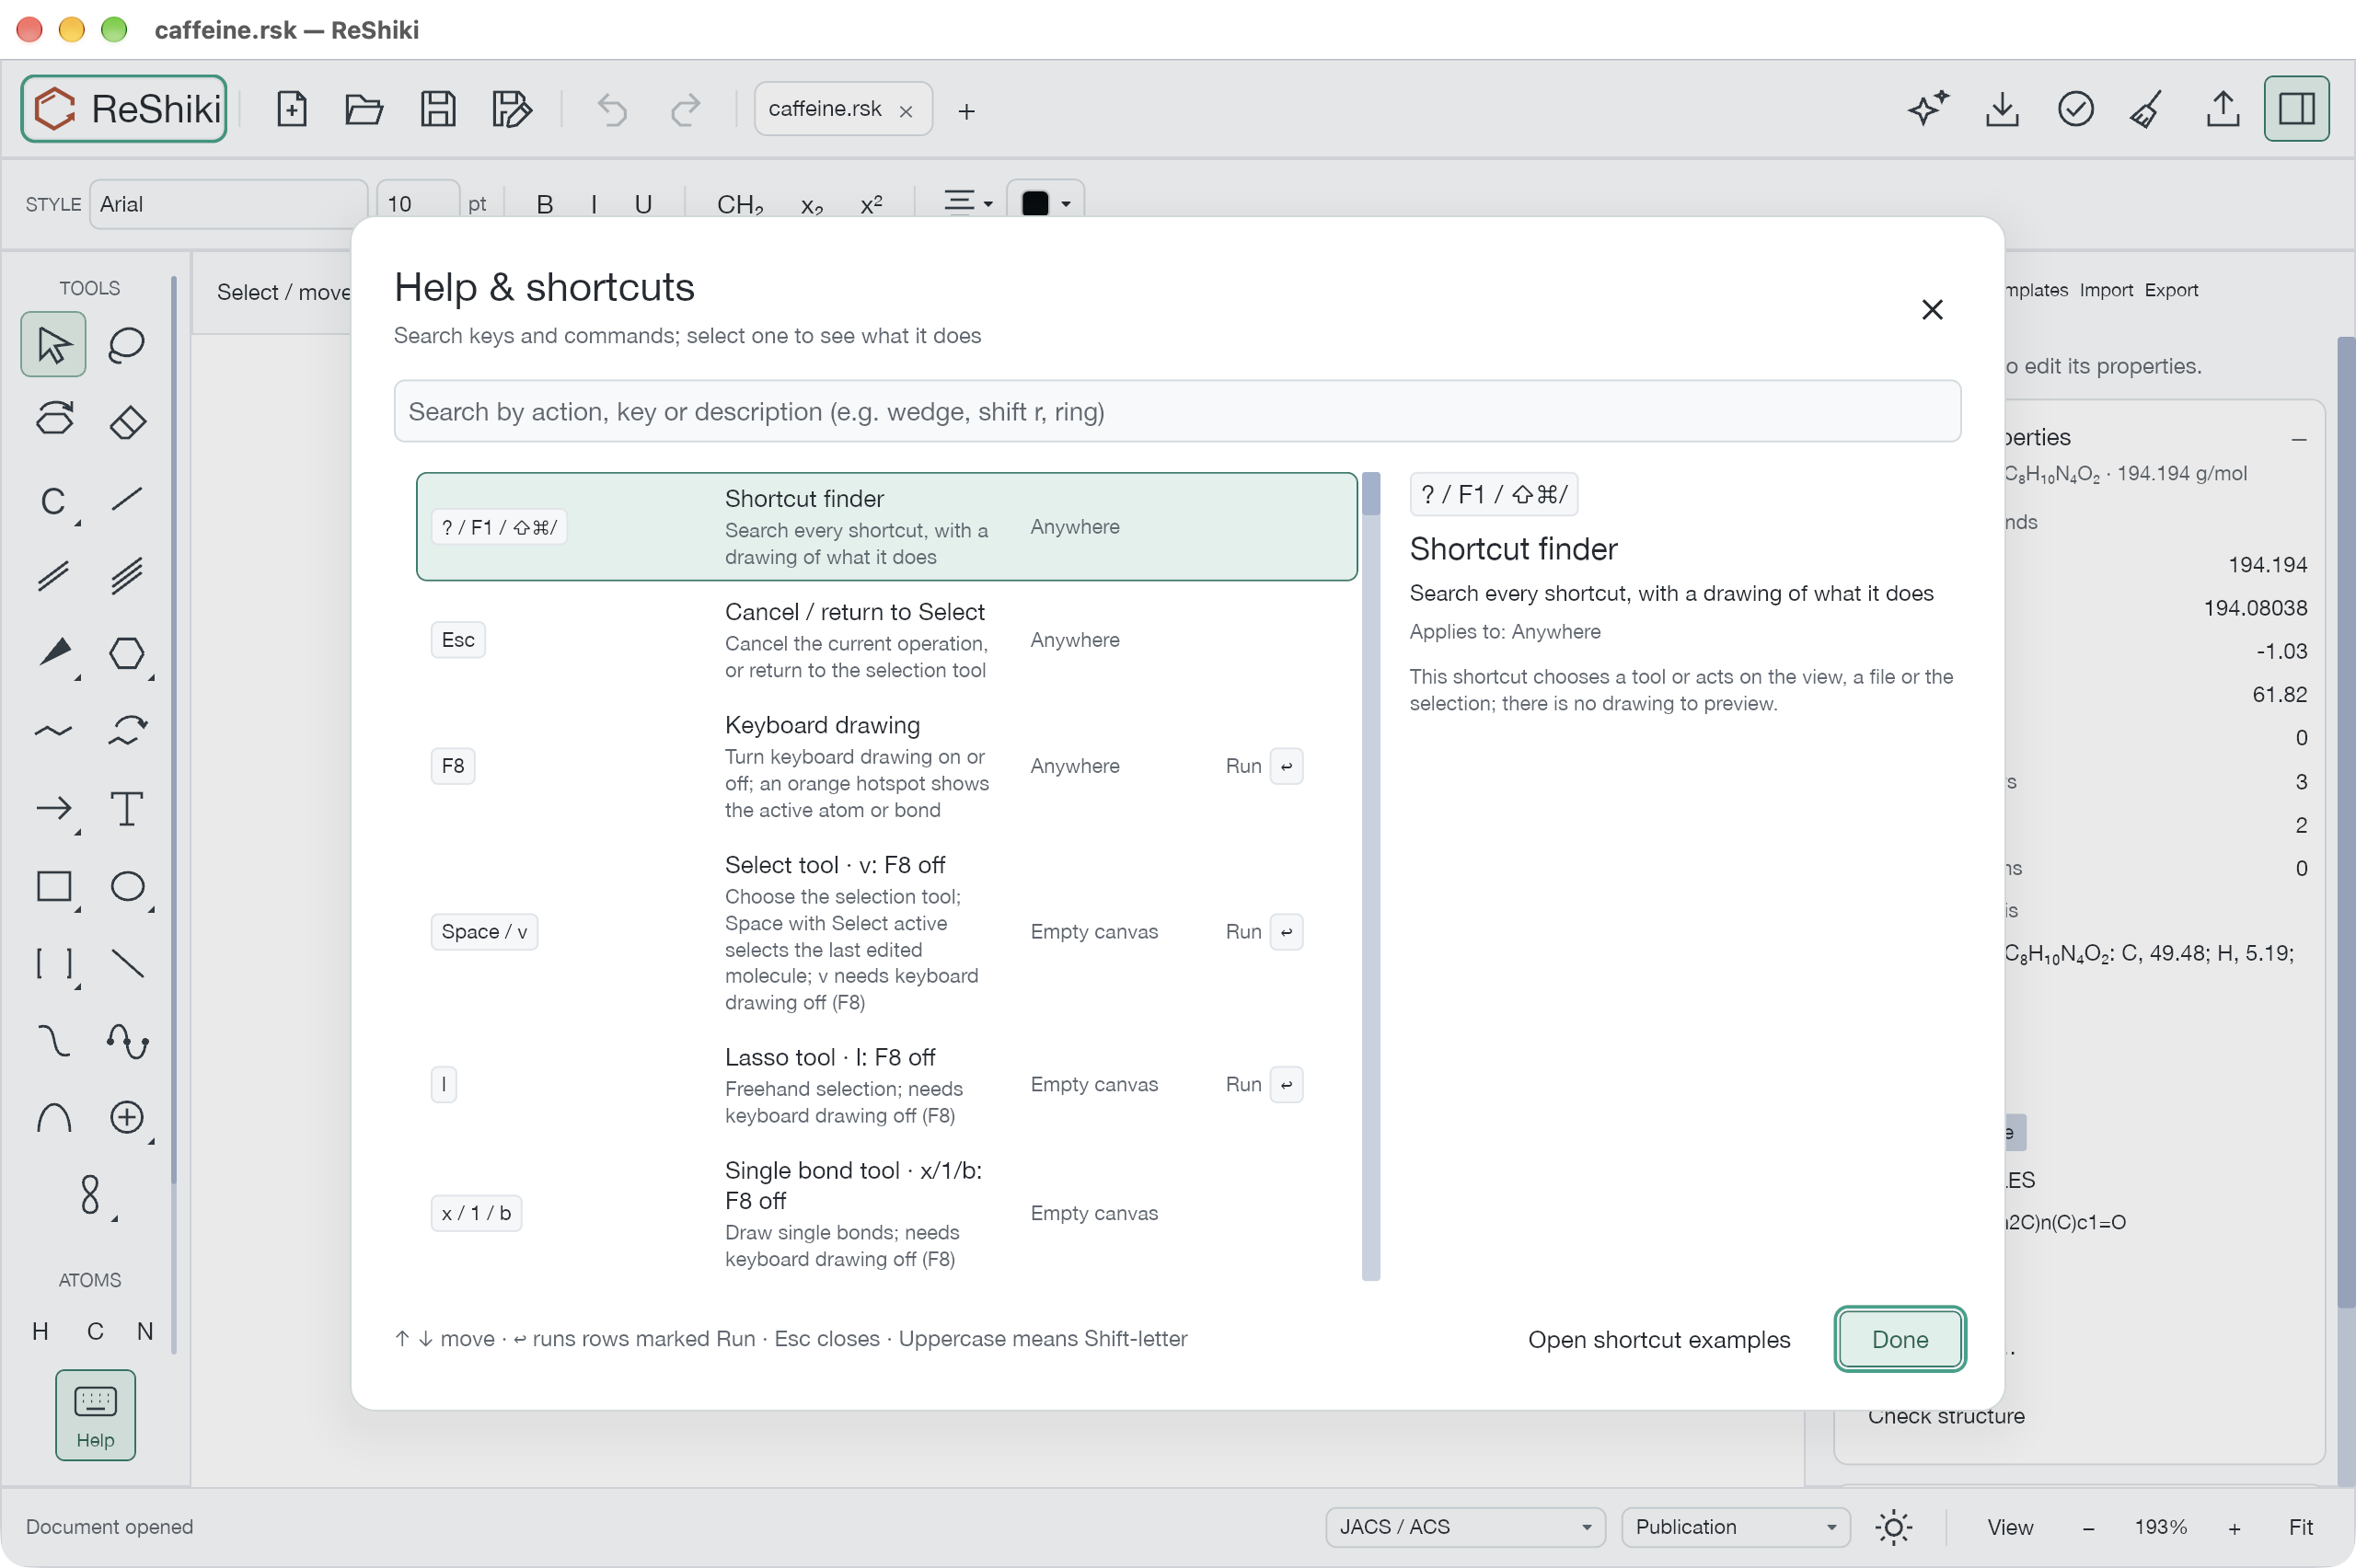 caffeine.rsk — ReShiki
ReShiki
caffeine.rsk
STYLE Arial 10 pt B I U CH₂ x₂ x²
TOOLS
Select / move
Templates Import Export
o edit its properties.
Help & shortcuts
Search keys and commands; select one to see what it does
Search by action, key or description (e.g. wedge, shift r, ring)
? / F1 / ⇧⌘/
Shortcut finder
Search every shortcut, with a
drawing of what it does
Anywhere
Esc
Cancel / return to Select
Cancel the current operation,
or return to the selection tool
Anywhere
F8
Keyboard drawing
Turn keyboard drawing on or
off; an orange hotspot shows
the active atom or bond
Anywhere
Run ↩
Space / v
Select tool · v: F8 off
Choose the selection tool;
Space with Select active
selects the last edited
molecule; v needs keyboard
drawing off (F8)
Empty canvas
Run ↩
l
Lasso tool · l: F8 off
Freehand selection; needs
keyboard drawing off (F8)
Empty canvas
Run ↩
x / 1 / b
Single bond tool · x/1/b:
F8 off
Draw single bonds; needs
keyboard drawing off (F8)
Empty canvas
? / F1 / ⇧⌘/
Shortcut finder
Search every shortcut, with a drawing of what it does
Applies to: Anywhere
This shortcut chooses a tool or acts on the view, a file or the
selection; there is no drawing to preview.
↑ ↓ move · ↩ runs rows marked Run · Esc closes · Uppercase means Shift-letter
Open shortcut examples
Done
perties
C₈H₁₀N₄O₂ · 194.194 g/mol
nds
194.194
194.08038
-1.03
61.82
0
s 3
2
ns 0
is
C₈H₁₀N₄O₂: C, 49.48; H, 5.19;
e
LES
n2C)n(C)c1=O
Check structure
C
T
ATOMS
H C N
Help
Document opened
JACS / ACS
Publication
View − 193% + Fit